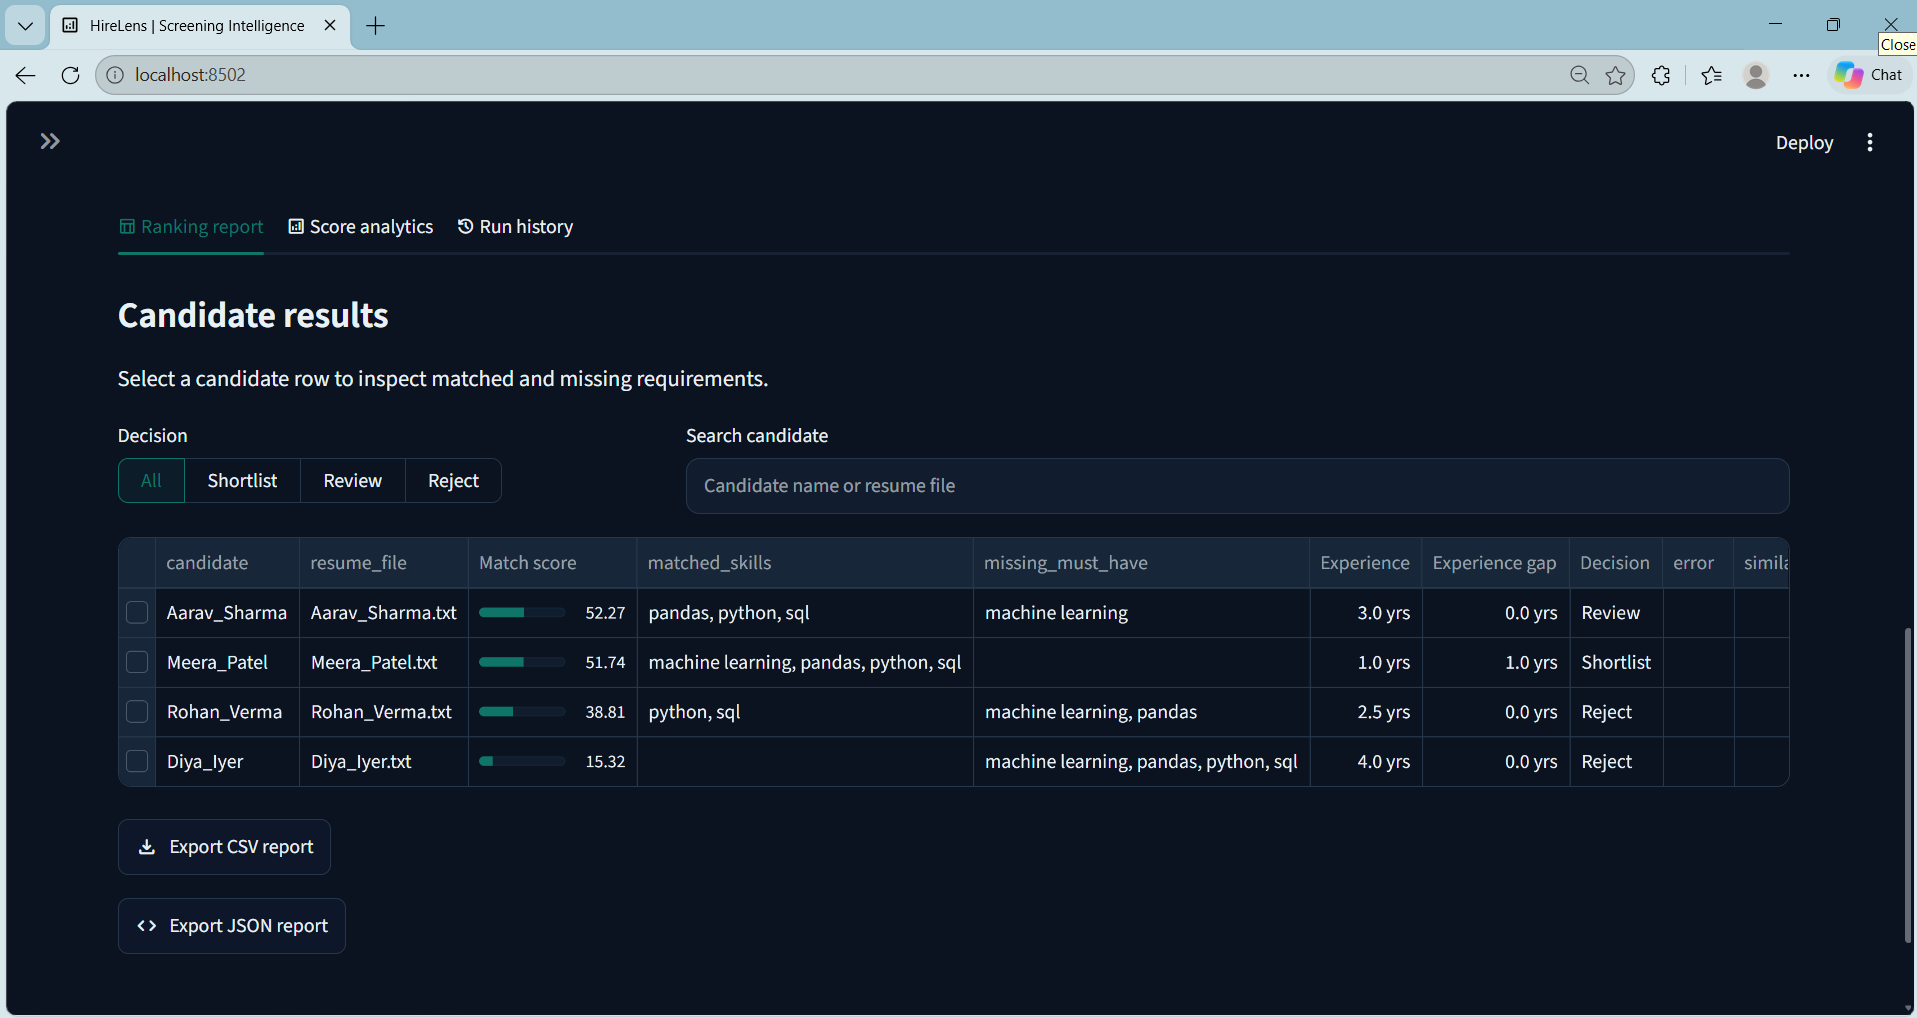 HireLens | Screening Intelligence
Close
localhost:8502
Chat
Deploy
Ranking report Score analytics Run history
Candidate results
Select a candidate row to inspect matched and missing requirements.
Decision Search candidate
All Shortlist Review Reject Candidate name or resume file
candidate resume_file Match score matched_skills missing_must_have Experience Experience gap Decision error simila
Aarav_Sharma Aarav_Sharma.txt 52.27 pandas, python, sql machine learning 3.0 yrs 0.0 yrs Review
Meera_Patel Meera_Patel.txt 51.74 machine learning, pandas, python, sql 1.0 yrs 1.0 yrs Shortlist
Rohan_Verma Rohan_Verma.txt 38.81 python, sql machine learning, pandas 2.5 yrs 0.0 yrs Reject
Diya_Iyer Diya_Iyer.txt 15.32 machine learning, pandas, python, sql 4.0 yrs 0.0 yrs Reject
Export CSV report
Export JSON report